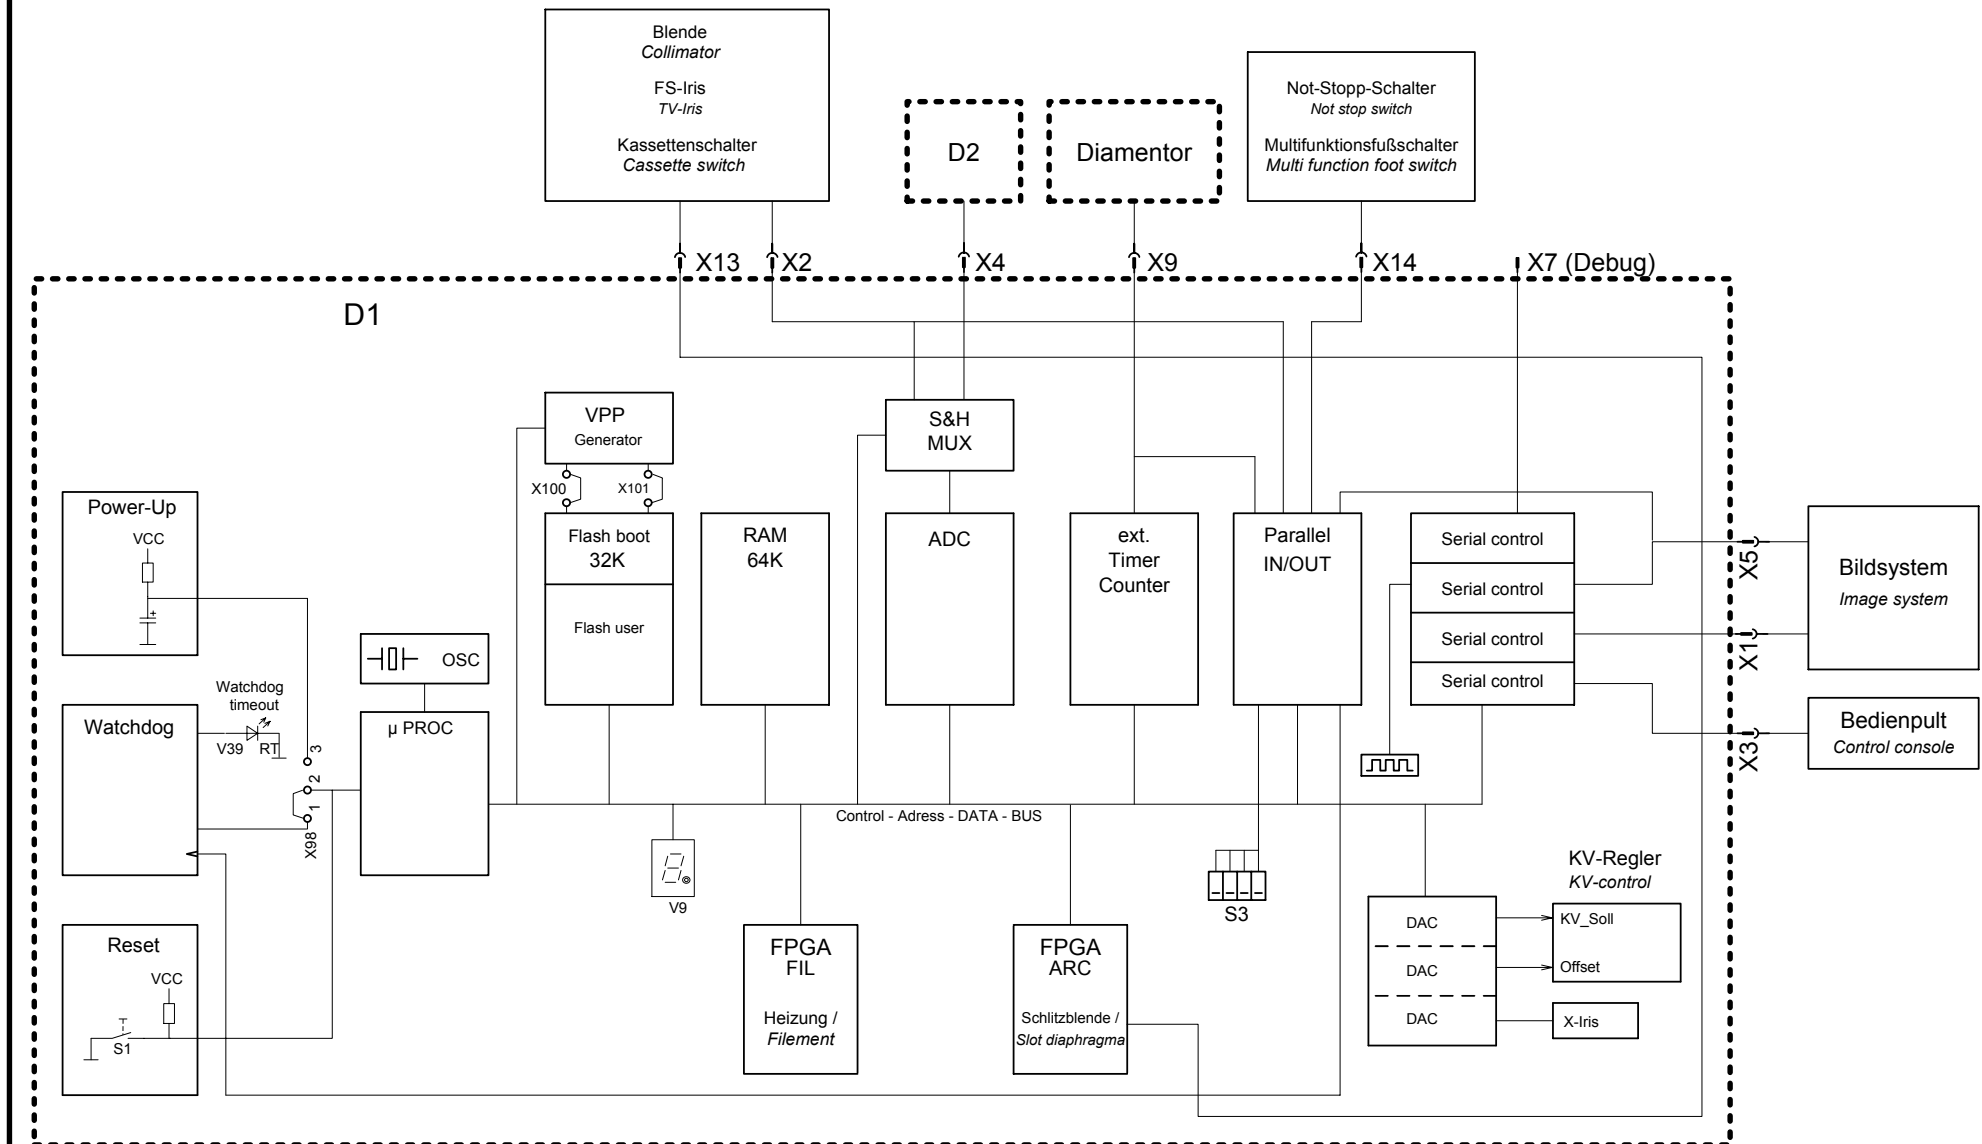 Blende
Collimator
FS-Iris
TV-Iris
Kassettenschalter
Cassette switch
D2
Diamentor
Not-Stopp-Schalter
Not stop switch
Multifunktionsfußschalter
Multi function foot switch
X13
X2
X4
X9
X14
X7 (Debug)
D1
VPP
Generator
X100
X101
S&H
MUX
Power-Up
VCC
Flash boot
32K
Flash user
RAM
64K
ADC
ext.
Timer
Counter
Parallel
IN/OUT
Serial control
Serial control
Serial control
Serial control
X5
X1
X3
Bildsystem
Image system
Bedienpult
Control console
OSC
Watchdog
Watchdog
timeout
V39
RT
3
2
1
X98
µ PROC
Control - Adress - DATA - BUS
V9
S3
Reset
VCC
S1
FPGA
FIL
Heizung /
Filement
FPGA
ARC
Schlitzblende /
Slot diaphragma
DAC
DAC
DAC
KV-Regler
KV-control
KV_Soll
Offset
X-Iris